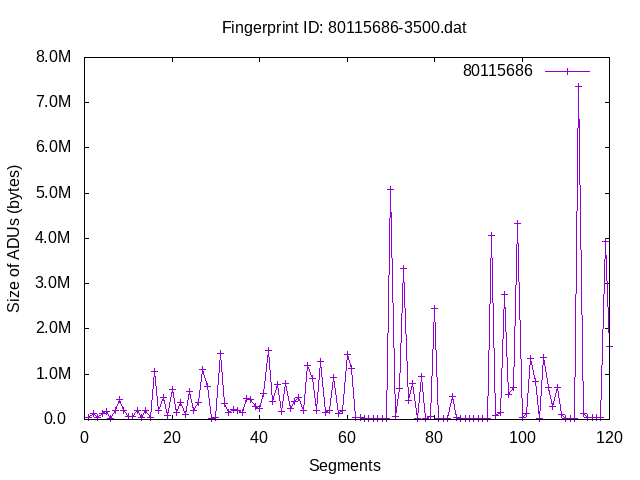 Fingerprint ID: 80115686-3500.dat
80115686
8.0M
7.0M
6.0M
5.0M
4.0M
3.0M
2.0M
1.0M
0.0
Size of ADUs (bytes)
0 20 40 60 80 100 120
Segments